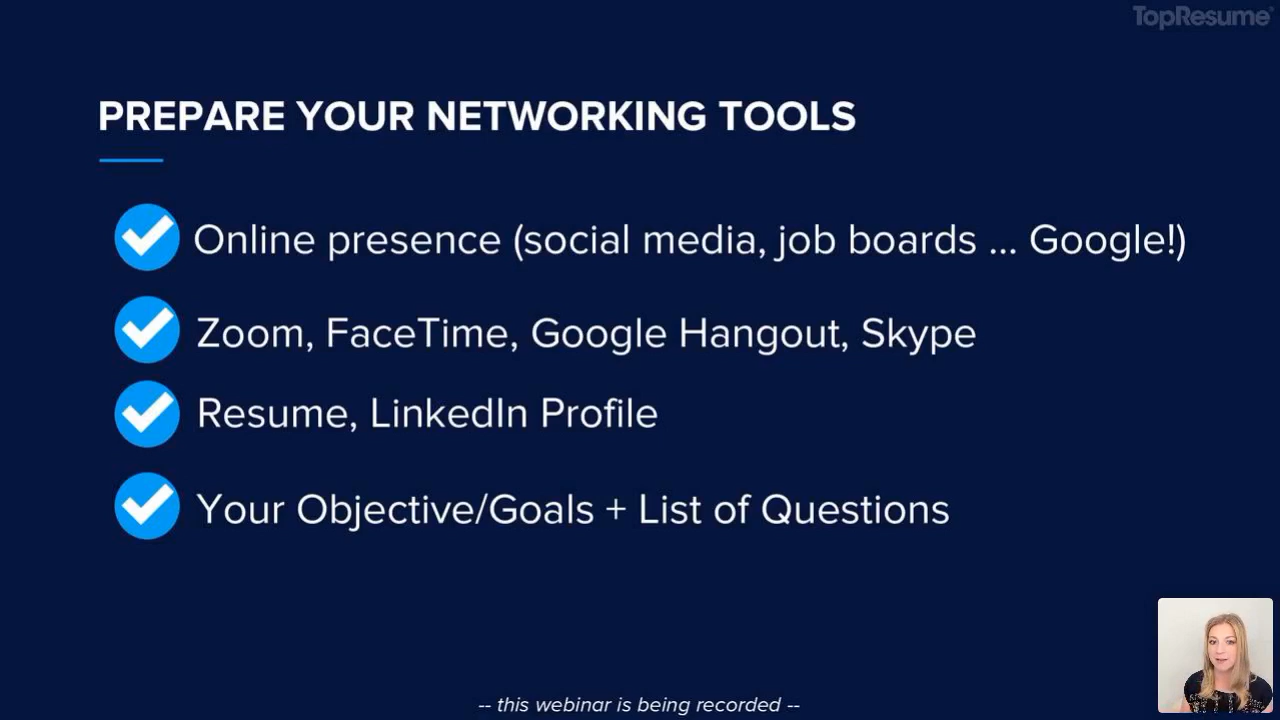 TopResume
PREPARE YOUR NETWORKING TOOLS
Online presence (social media, job boards ... Google!)
Zoom, FaceTime, Google Hangout, Skype
Resume, LinkedIn Profile
Your Objective/Goals + List of Questions
-- this webinar is being recorded --